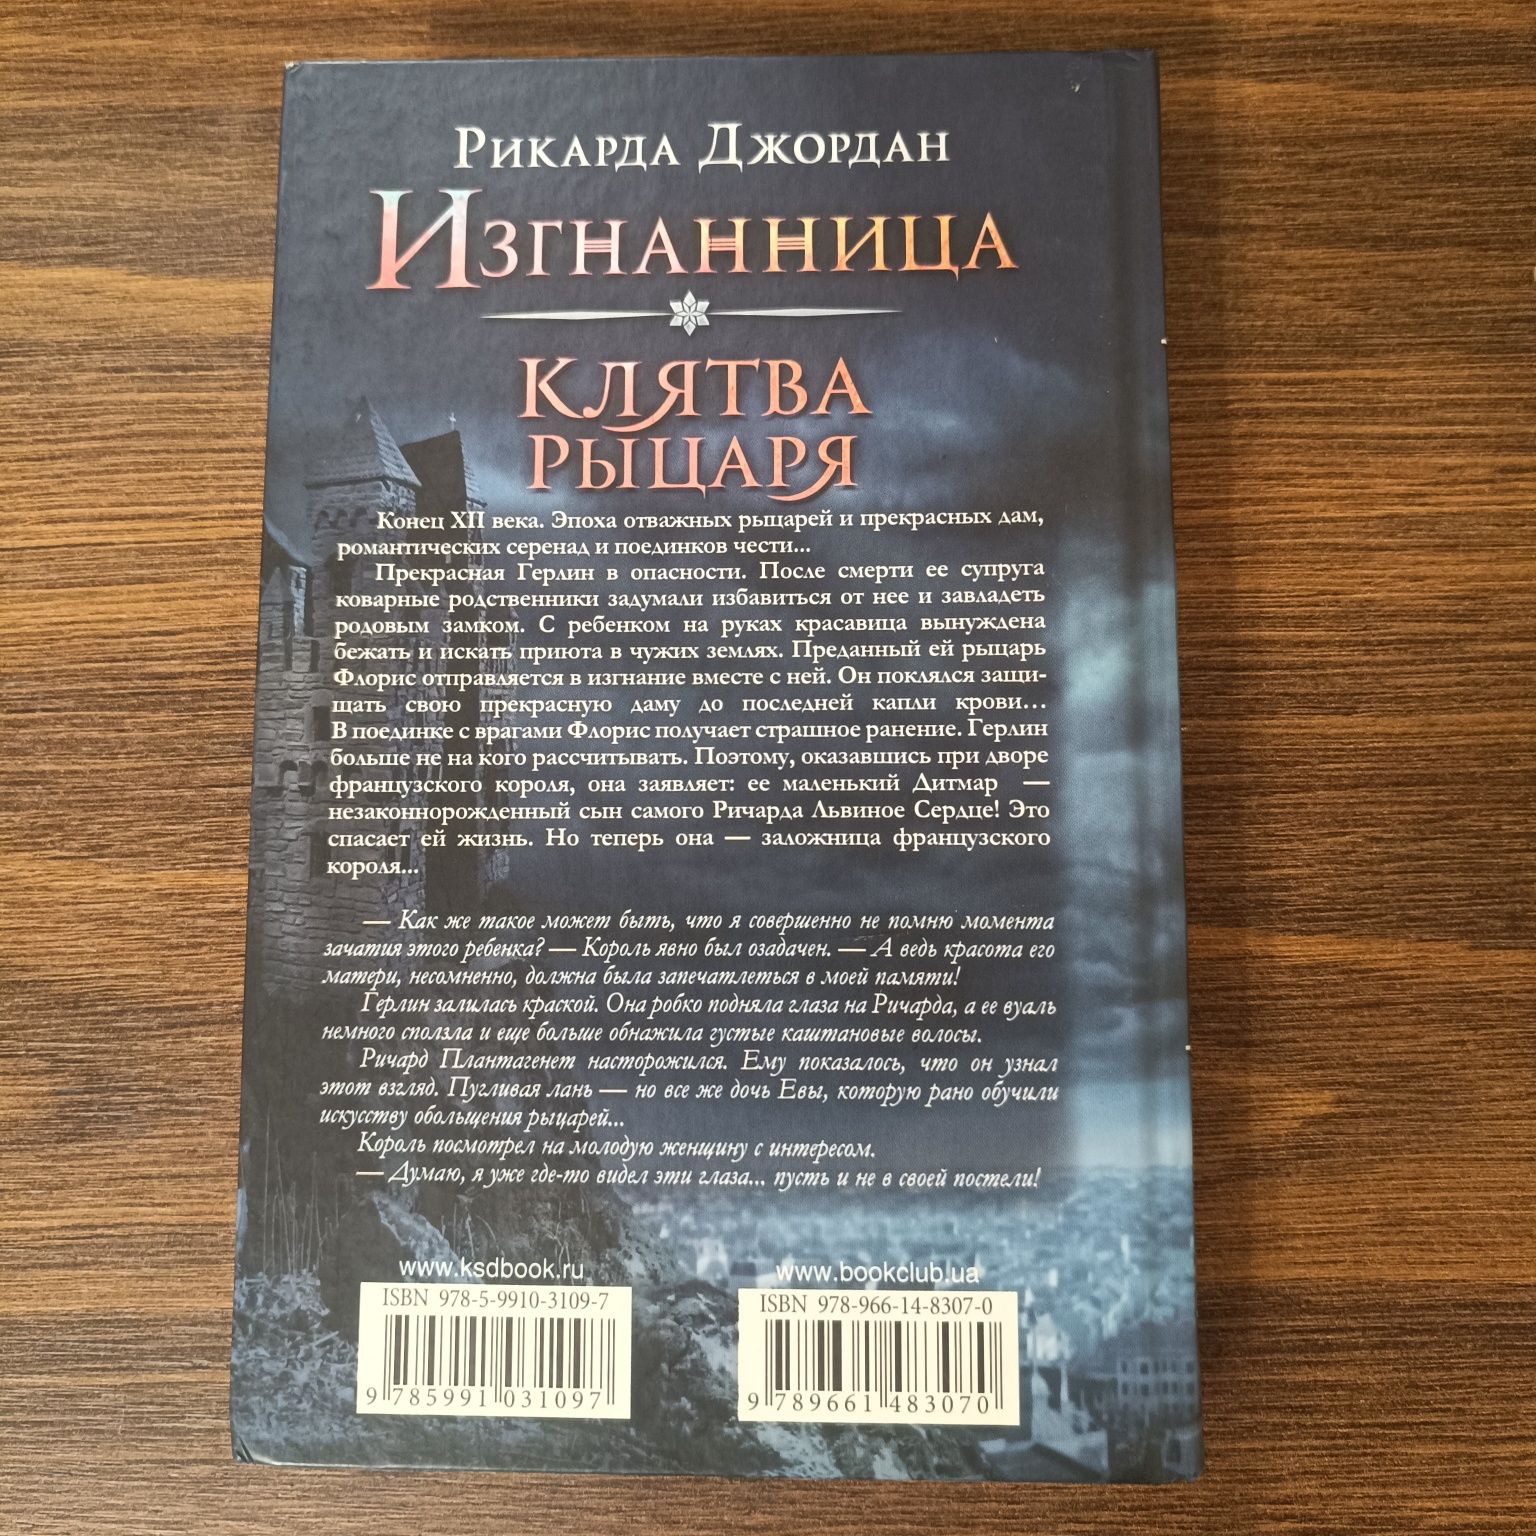 Рикарда Джордан
Изгнанница
Клятва
рыцаря
Конец XII века. Эпоха отважных рыцарей и прекрасных дам,
романтических серенад и поединков чести...
Прекрасная Герлин в опасности. После смерти ее супруга
коварные родственники задумали избавиться от нее и завладеть
родовым замком. С ребенком на руках красавица вынуждена
бежать и искать приюта в чужих землях. Преданный ей рыцарь
Флорис отправляется в изгнание вместе с ней. Он поклялся защи-
щать свою прекрасную даму до последней капли крови...
В поединке с врагами Флорис получает страшное ранение. Герлин
больше не на кого рассчитывать. Поэтому, оказавшись при дворе
французского короля, она заявляет: ее маленький Дитмар —
незаконнорожденный сын самого Ричарда Львиное Сердце! Это
спасает ей жизнь. Но теперь она — заложница французского
короля...
— Как же такое может быть, что я совершенно не помню момента
зачатия этого ребенка? — Король явно был озадачен. — А ведь красота его
матери, несомненно, должна была запечатлеться в моей памяти!
Герлин залилась краской. Она робко подняла глаза на Ричарда, а ее вуаль
немного сползла и еще больше обнажила густые каштановые волосы.
Ричард Плантагенет насторожился. Ему показалось, что он узнал
этот взгляд. Пугливая лань — но все же дочь Евы, которую рано обучили
искусству обольщения рыцарей...
Король посмотрел на молодую женщину с интересом.
— Думаю, я уже где-то видел эти глаза... пусть и не в своей постели!
www.ksdbook.ru
ISBN 978-5-9910-3109-7
9 785991 031097
www.bookclub.ua
ISBN 978-966-14-8307-0
9 789661 483070